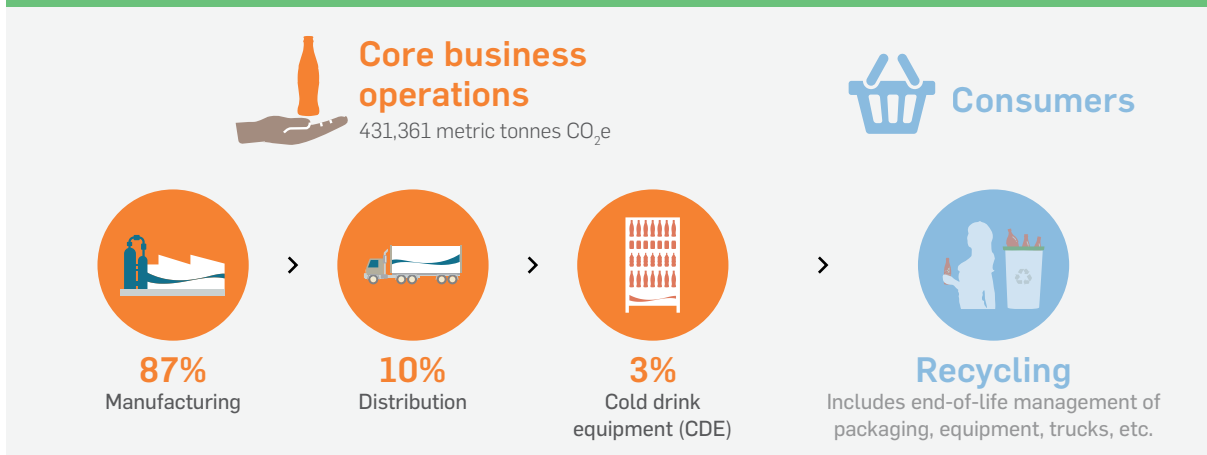 Core business
operations
431,361 metric tonnes CO₂e
Consumers
87%
Manufacturing
10%
Distribution
3%
Cold drink
equipment (CDE)
Recycling
Includes end-of-life management of
packaging, equipment, trucks, etc.